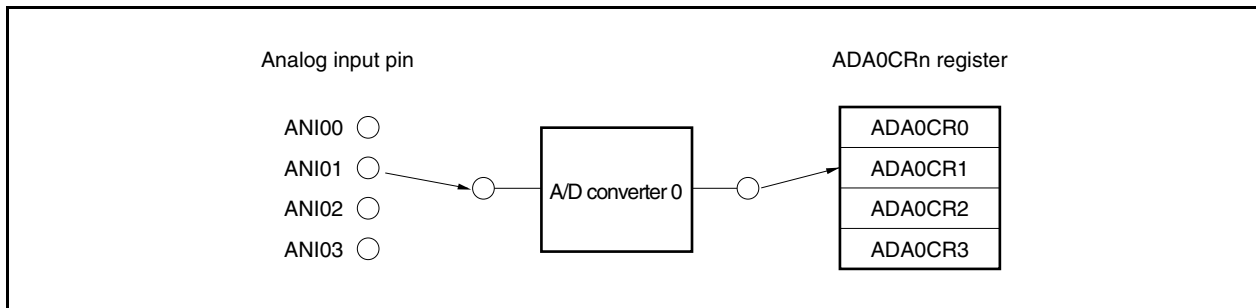 Analog input pin
ADA0CRn register
ANI00
ADA0CR0
ANI01
ADA0CR1
A/D converter 0
ANI02
ADA0CR2
ANI03
ADA0CR3